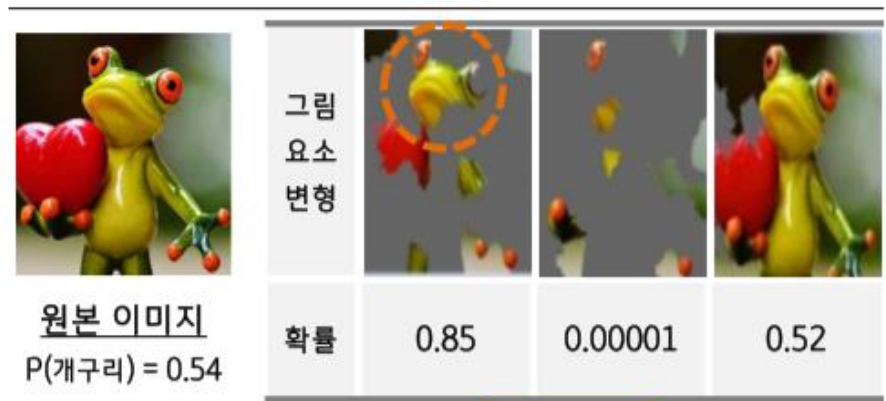 그림
요소
변형
원본 이미지
P(개구리) = 0.54
확률 0.85 0.00001 0.52